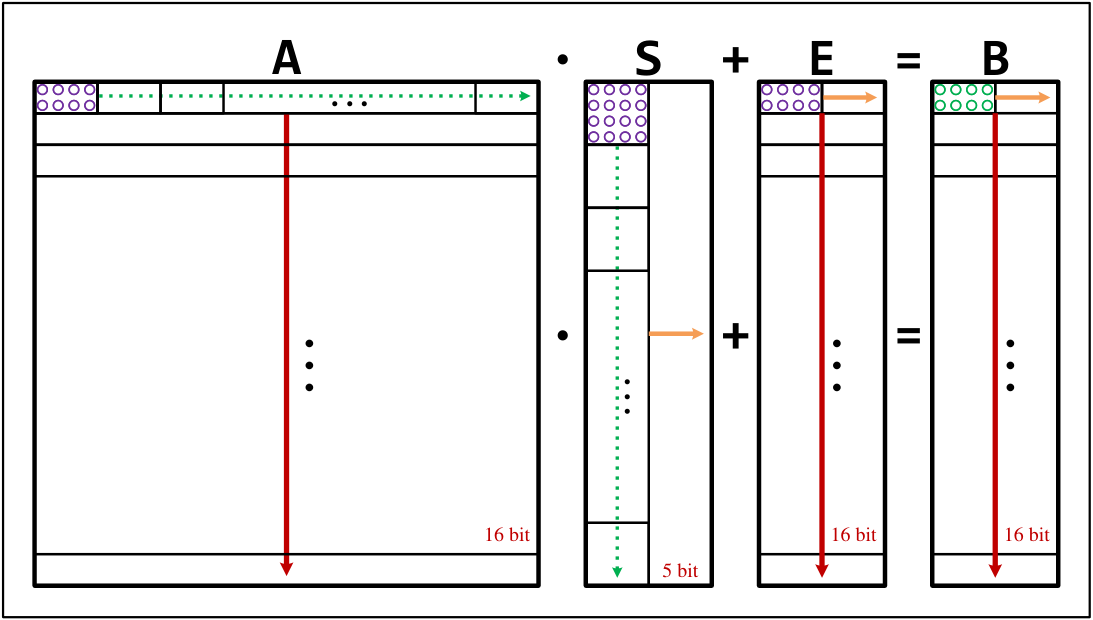 A · S + E = B
...
· + =
16 bit
5 bit
16 bit
16 bit